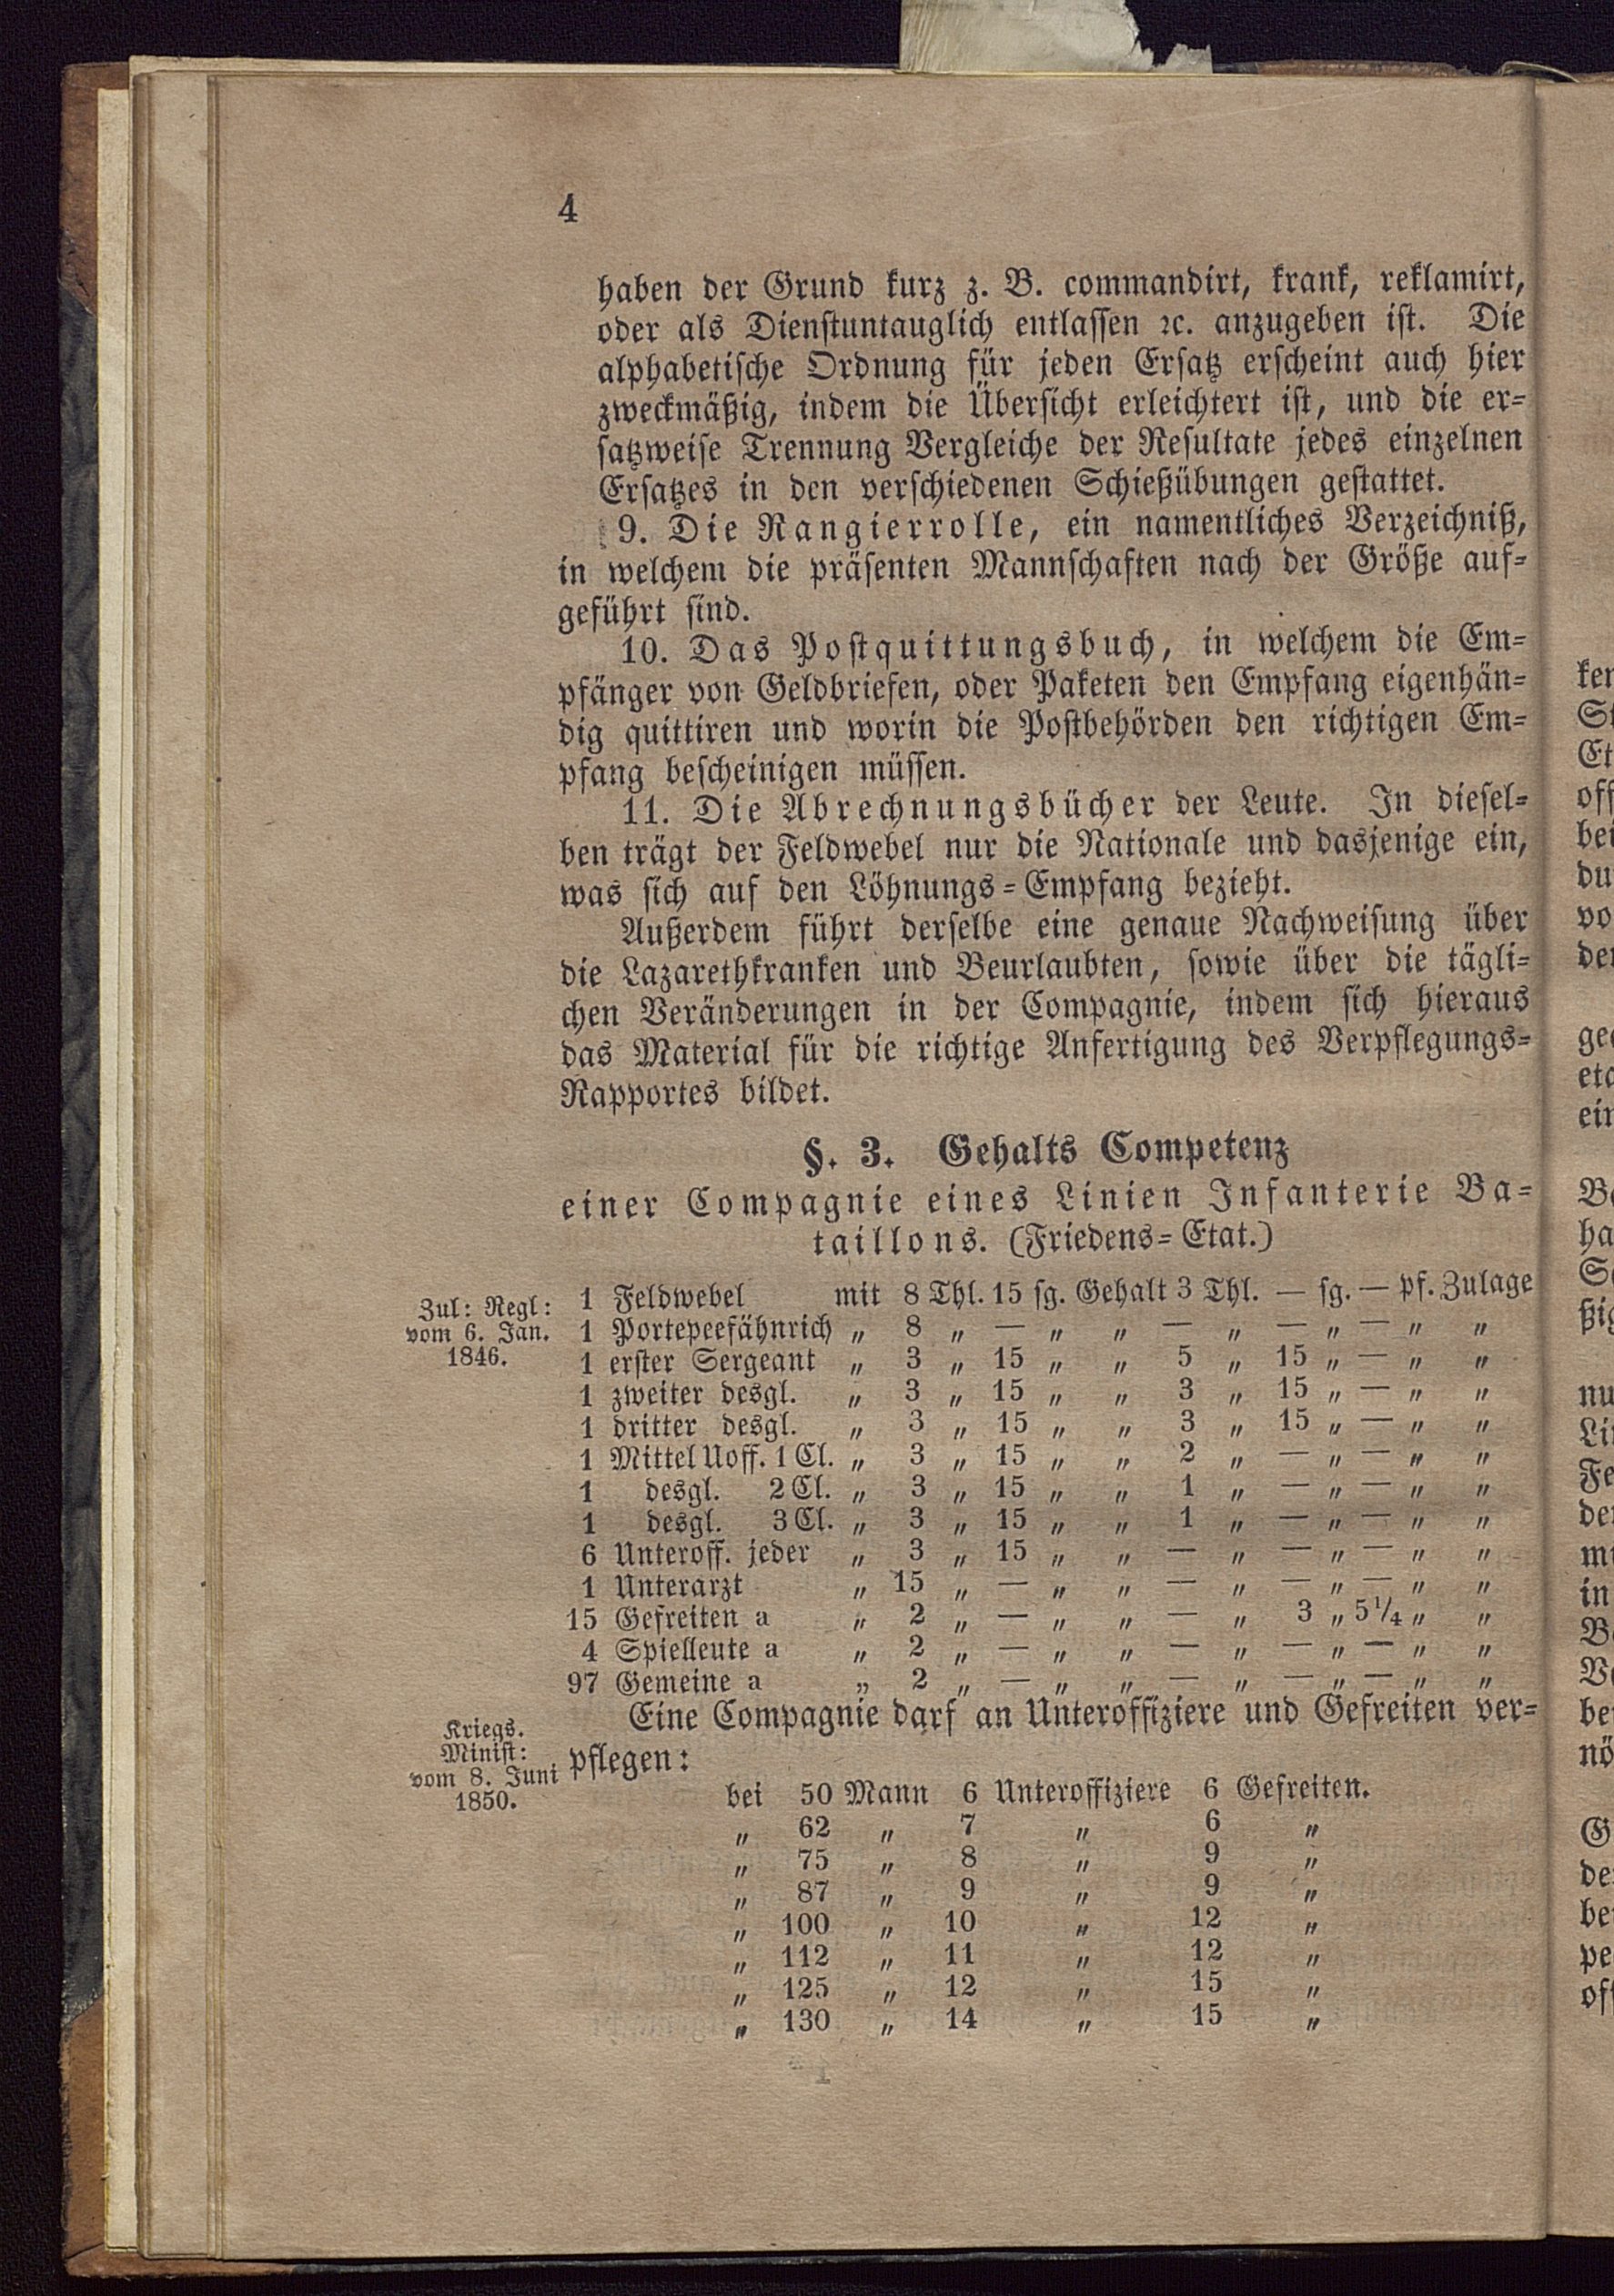 4
haben der Grund kurz z. B. commandirt, krank, reklamirt,
oder als Dienstuntauglich entlassen ꝛc. anzugeben ist. Die
alphabetische Ordnung für jeden Ersatz erscheint auch hier
zweckmäßig, indem die Übersicht erleichtert ist, und die er-
satzweise Trennung Vergleiche der Resultate jedes einzelnen
Ersatzes in den verschiedenen Schießübungen gestattet.
9. Die Rangierrolle, ein namentliches Verzeichniß,
in welchem die präsenten Mannschaften nach der Größe auf-
geführt sind.
10. Das Postquittungsbuch, in welchem die Em-
pfänger von Geldbriefen, oder Paketen den Empfang eigenhän-
dig quittiren und worin die Postbehörden den richtigen Em-
pfang bescheinigen müssen.
11. Die Abrechnungsbücher der Leute. In diesel-
ben trägt der Feldwebel nur die Nationale und dasjenige ein,
was sich auf den Löhnungs-Empfang bezieht.
Außerdem führt derselbe eine genaue Nachweisung über
die Lazarethkranken und Beurlaubten, sowie über die tägli-
chen Veränderungen in der Compagnie, indem sich hieraus
das Material für die richtige Anfertigung des Verpflegungs-
Rapportes bildet.
§. 3. Gehalts Competenz
einer Compagnie eines Linien Infanterie Ba-
taillons. (Friedens-Etat.)
Zul: Regl:
vom 6. Jan.
1846.
1 Feldwebel mit 8 Thl. 15 sg. Gehalt 3 Thl. — sg. — pf. Zulage
1 Portepeefähnrich „ 8 „ — „ „ — „ — „ — „ „
1 erster Sergeant „ 3 „ 15 „ „ 5 „ 15 „ — „ „
1 zweiter desgl. „ 3 „ 15 „ „ 3 „ 15 „ — „ „
1 dritter desgl. „ 3 „ 15 „ „ 3 „ 15 „ — „ „
1 Mittel Uoff. 1 Cl. „ 3 „ 15 „ „ 2 „ — „ — „ „
1 desgl. 2 Cl. „ 3 „ 15 „ „ 1 „ — „ — „ „
1 desgl. 3 Cl. „ 3 „ 15 „ „ 1 „ — „ — „ „
6 Unteroff. jeder „ 3 „ 15 „ „ — „ — „ — „ „
1 Unterarzt „ 15 „ — „ „ — „ — „ — „ „
15 Gefreiten a „ 2 „ — „ „ — „ 3 „ 5¼ „ „
4 Spielleute a „ 2 „ — „ „ — „ — „ — „ „
97 Gemeine a „ 2 „ — „ „ — „ — „ — „ „
Eine Compagnie darf an Unteroffiziere und Gefreiten ver-
pflegen:
Kriegs.
Minist:
vom 8. Juni
1850.
bei 50 Mann 6 Unteroffiziere 6 Gefreiten.
„ 62 „ 7 „ 6 „
„ 75 „ 8 „ 9 „
„ 87 „ 9 „ 9 „
„ 100 „ 10 „ 12 „
„ 112 „ 11 „ 12 „
„ 125 „ 12 „ 15 „
„ 130 „ 14 „ 15 „